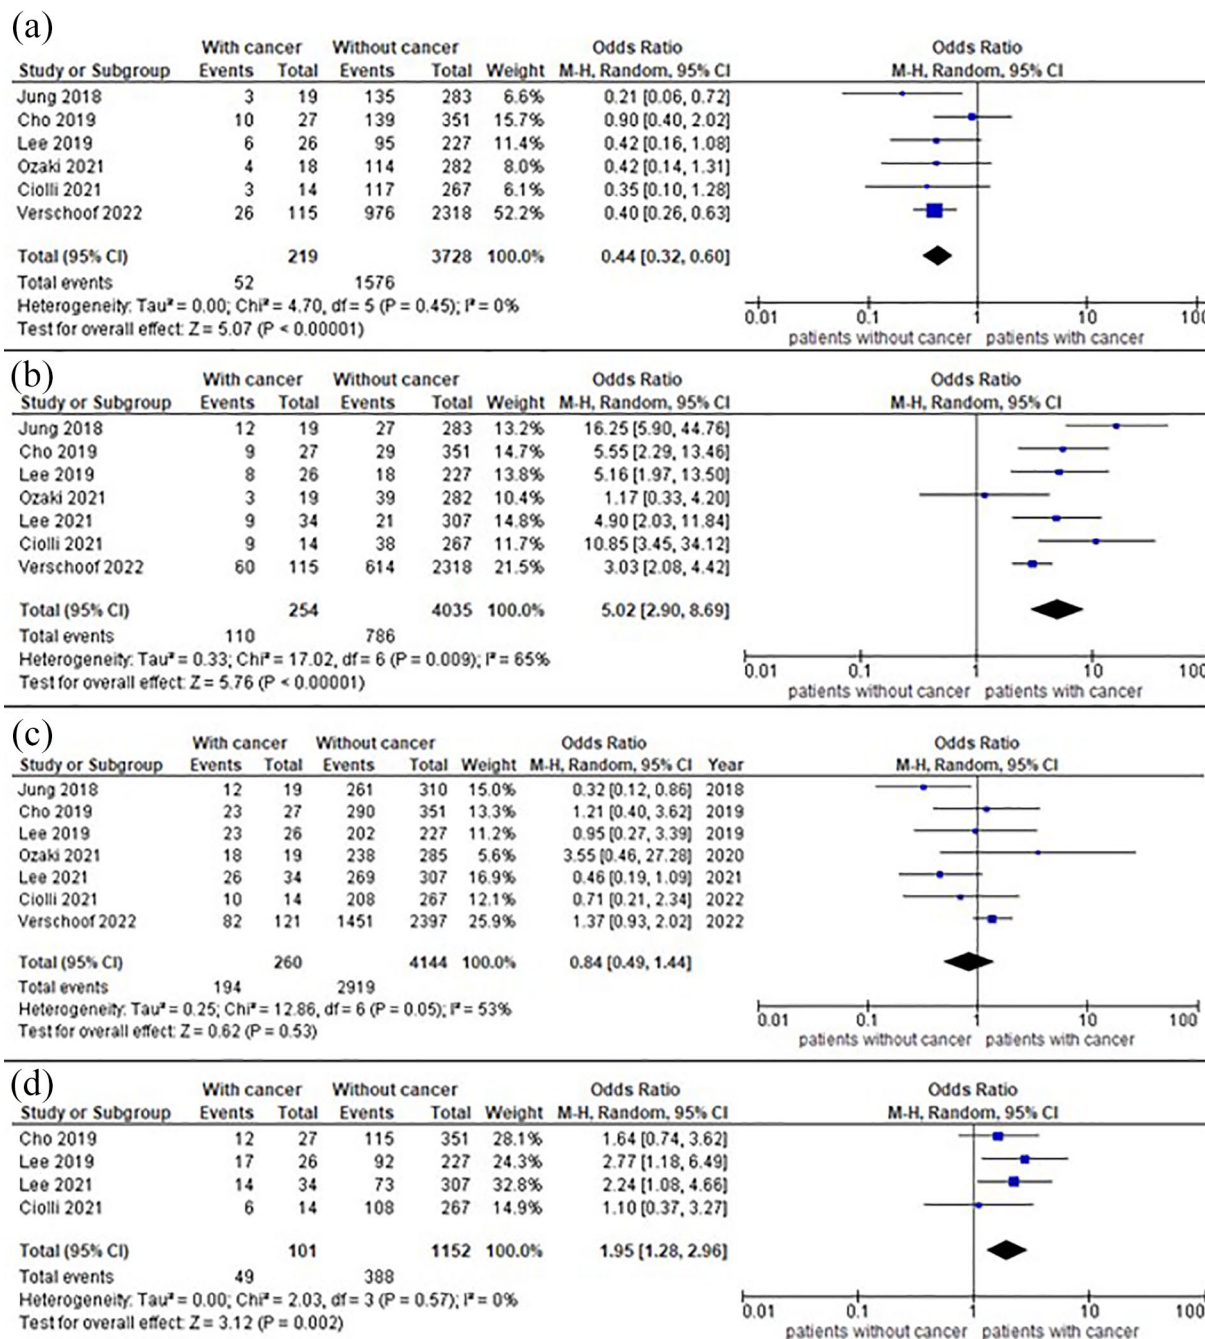 (a)
With cancer Without cancer Odds Ratio Odds Ratio
Study or Subgroup Events Total Events Total Weight M-H, Random, 95% CI M-H, Random, 95% CI
Jung 2018 3 19 135 283 6.6% 0.21 [0.06, 0.72]
Cho 2019 10 27 139 351 15.7% 0.90 [0.40, 2.02]
Lee 2019 6 26 95 227 11.4% 0.42 [0.16, 1.08]
Ozaki 2021 4 18 114 282 8.0% 0.42 [0.14, 1.31]
Ciolli 2021 3 14 117 267 6.1% 0.35 [0.10, 1.28]
Verschoof 2022 26 115 976 2318 52.2% 0.40 [0.26, 0.63]
Total (95% CI) 219 3728 100.0% 0.44 [0.32, 0.60]
Total events 52 1576
Heterogeneity: Tau² = 0.00; Chi² = 4.70, df = 5 (P = 0.45); I² = 0%
Test for overall effect: Z = 5.07 (P < 0.00001)
0.01 0.1 1 10 100
patients without cancer patients with cancer
(b)
With cancer Without cancer Odds Ratio Odds Ratio
Study or Subgroup Events Total Events Total Weight M-H, Random, 95% CI M-H, Random, 95% CI
Jung 2018 12 19 27 283 13.2% 16.25 [5.90, 44.76]
Cho 2019 9 27 29 351 14.7% 5.55 [2.29, 13.46]
Lee 2019 8 26 18 227 13.8% 5.16 [1.97, 13.50]
Ozaki 2021 3 19 39 282 10.4% 1.17 [0.33, 4.20]
Lee 2021 9 34 21 307 14.8% 4.90 [2.03, 11.84]
Ciolli 2021 9 14 38 267 11.7% 10.85 [3.45, 34.12]
Verschoof 2022 60 115 614 2318 21.5% 3.03 [2.08, 4.42]
Total (95% CI) 254 4035 100.0% 5.02 [2.90, 8.69]
Total events 110 786
Heterogeneity: Tau² = 0.33; Chi² = 17.02, df = 6 (P = 0.009); I² = 65%
Test for overall effect: Z = 5.76 (P < 0.00001)
0.01 0.1 1 10 100
patients without cancer patients with cancer
(c)
With cancer Without cancer Odds Ratio Odds Ratio
Study or Subgroup Events Total Events Total Weight M-H, Random, 95% CI Year M-H, Random, 95% CI
Jung 2018 12 19 261 310 15.0% 0.32 [0.12, 0.86] 2018
Cho 2019 23 27 290 351 13.3% 1.21 [0.40, 3.62] 2019
Lee 2019 23 26 202 227 11.2% 0.95 [0.27, 3.39] 2019
Ozaki 2021 18 19 238 285 5.6% 3.55 [0.46, 27.28] 2020
Lee 2021 26 34 269 307 16.9% 0.46 [0.19, 1.09] 2021
Ciolli 2021 10 14 208 267 12.1% 0.71 [0.21, 2.34] 2022
Verschoof 2022 82 121 1451 2397 25.9% 1.37 [0.93, 2.02] 2022
Total (95% CI) 260 4144 100.0% 0.84 [0.49, 1.44]
Total events 194 2919
Heterogeneity: Tau² = 0.25; Chi² = 12.86, df = 6 (P = 0.05); I² = 53%
Test for overall effect: Z = 0.62 (P = 0.53)
0.01 0.1 1 10 100
patients without cancer patients with cancer
(d)
With cancer Without cancer Odds Ratio Odds Ratio
Study or Subgroup Events Total Events Total Weight M-H, Random, 95% CI M-H, Random, 95% CI
Cho 2019 12 27 115 351 28.1% 1.64 [0.74, 3.62]
Lee 2019 17 26 92 227 24.3% 2.77 [1.18, 6.49]
Lee 2021 14 34 73 307 32.8% 2.24 [1.08, 4.66]
Ciolli 2021 6 14 108 267 14.9% 1.10 [0.37, 3.27]
Total (95% CI) 101 1152 100.0% 1.95 [1.28, 2.96]
Total events 49 388
Heterogeneity: Tau² = 0.00; Chi² = 2.03, df = 3 (P = 0.57); I² = 0%
Test for overall effect: Z = 3.12 (P = 0.002)
0.01 0.1 1 10 100
patients without cancer patients with cancer